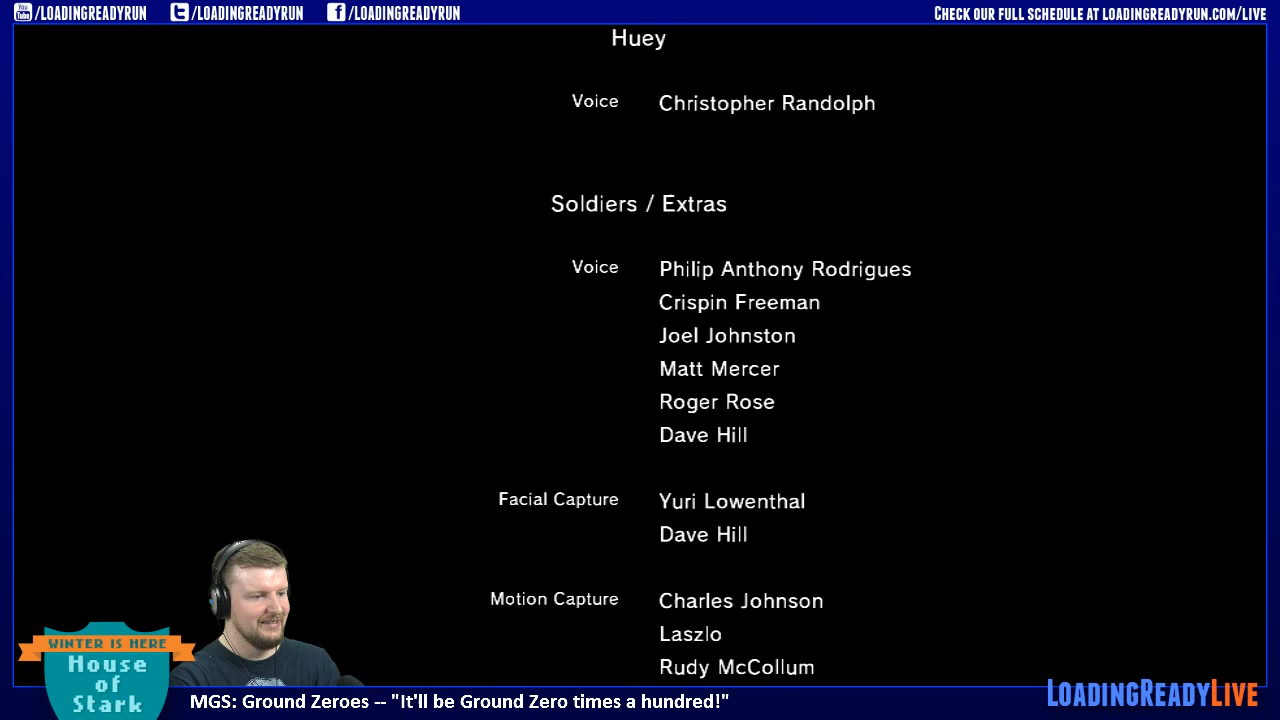 You Tube /LOADINGREADYRUN t/LOADINGREADYRUN f/LOADINGREADYRUN CHECK OUR FULL SCHEDULE AT LOADINGREADYRUN.COM/LIVE
Huey
Voice Christopher Randolph
Soldiers / Extras
Voice Philip Anthony Rodrigues
Crispin Freeman
Joel Johnston
Matt Mercer
Roger Rose
Dave Hill
Facial Capture Yuri Lowenthal
Dave Hill
Motion Capture Charles Johnson
Laszlo
Rudy McCollum
WINTER IS HERE
House
of
Stark
MGS: Ground Zeroes -- "It'll be Ground Zero times a hundred!"
LOADINGREADYLIVE